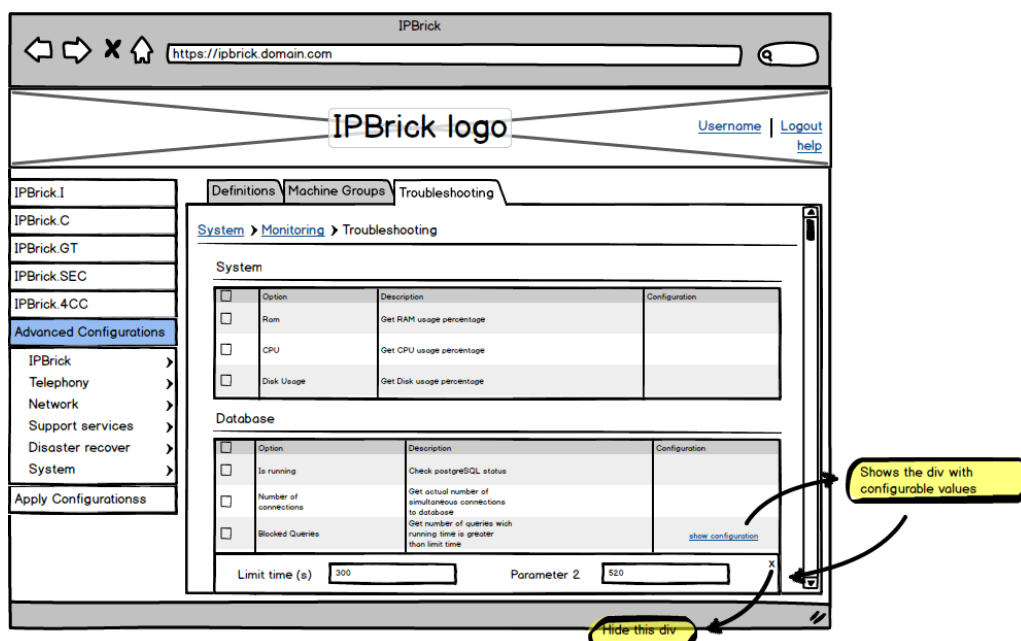 IPBrick
https://ipbrick.domain.com
IPBrick logo
Username | Logout
help
IPBrick.I
IPBrick.C
IPBrick.GT
IPBrick.SEC
IPBrick.4CC
Advanced Configurations
IPBrick
Telephony
Network
Support services
Disaster recover
System
Apply Configurationss
Definitions
Machine Groups
Troubleshooting
System > Monitoring > Troubleshooting
System
Option Description Configuration
Ram Get RAM usage percentage
CPU Get CPU usage percentage
Disk Usage Get Disk usage percentage
Database
Option Description Configuration
Is running Check postgreSQL status
Number of
connections
Get actual number of
simultaneous connections
to database
Blocked Queries
Get number of queries wich
running time is greater
than limit time
show configuration
X
Limit time (s) 300 Parameter 2 520
Shows the div with
configurable values
Hide this div